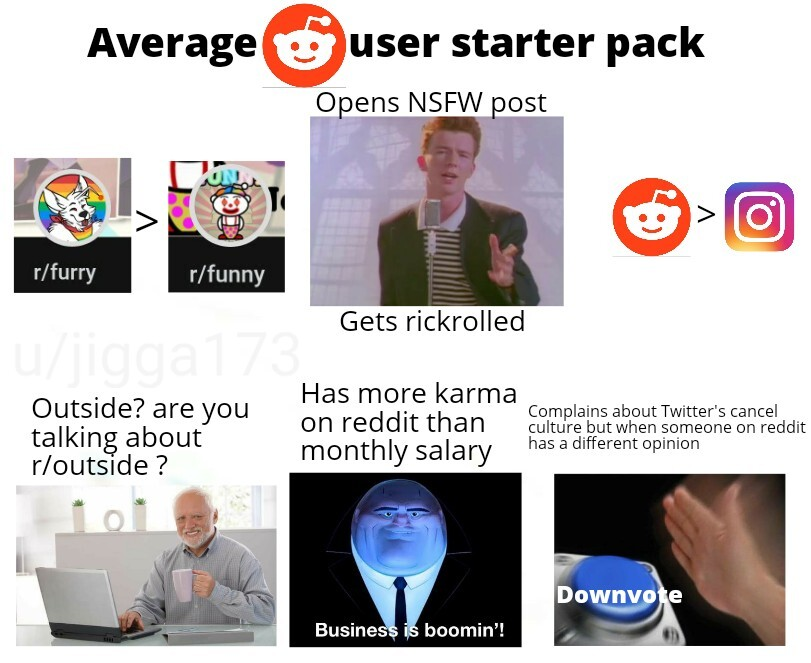 Average user starter pack
Opens NSFW post
r/furry
>
r/funny
>
Gets rickrolled
u/jigga173
Outside? are you
talking about
r/outside ?
Has more karma
on reddit than
monthly salary
Complains about Twitter's cancel
culture but when someone on reddit
has a different opinion
Business is boomin'!
Downvote